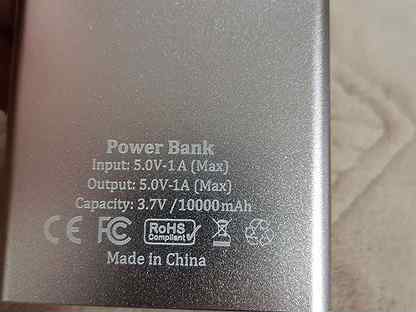 Power Bank
Input: 5.0V-1A (Max)
Output: 5.0V-1A (Max)
Capacity: 3.7V /10000mAh
CE FC RoHS
Compliant
Made in China